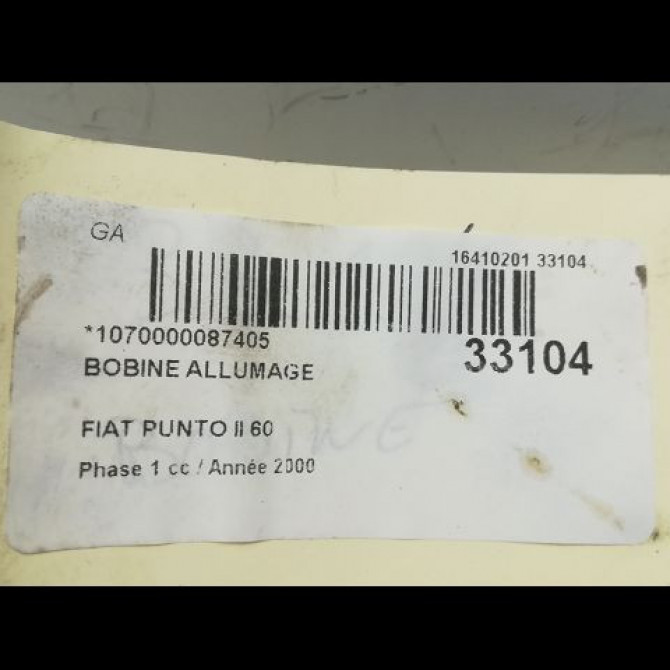 GA
16410201 33104
*1070000087405
33104
BOBINE ALLUMAGE
FIAT PUNTO II 60
Phase 1 cc / Année 2000